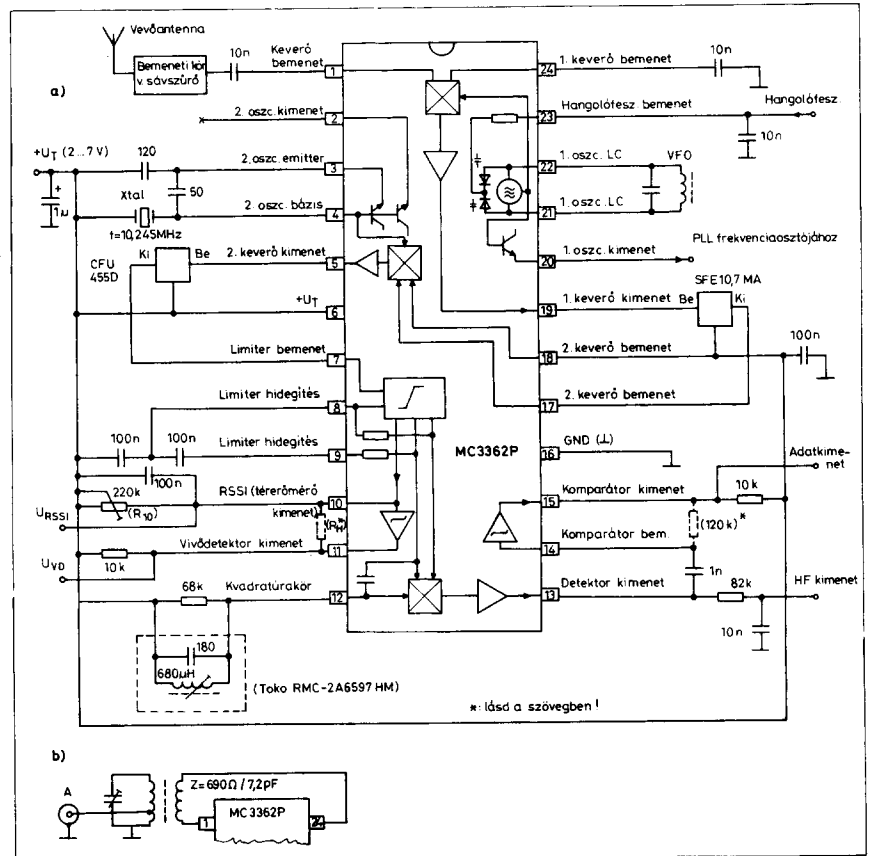 a)
Vevőantenna
Bemeneti kör
v. sávszűrő
10n
Keverő
bemenet
1
2. oszc. kimenet
2
+U_T (2...7 V)
120
2.oszc. emitter
3
+
1µ
50
Xtal
f=10,245MHz
2. oszc. bázis
4
Ki
Be
2. keverő kimenet
5
CFU
455D
+U_T
6
Limiter bemenet
7
Limiter hidegítés
8
100n
100n
Limiter hidegítés
9
100n
220k
(R10)
RSSI (térerőmérő
kimenet)
10
(R_H*)
U_RSSI
Vivődetektor kimenet
11
10k
U_VD
68k
Kvadratúrakör
12
180
680µH
(Toko RMC-2A6597 HM)
MC3362P
24
1. keverő bemenet
10n
23
Hangolófesz. bemenet
Hangolófesz.
10n
22
1. oszc. LC
VFO
21
1. oszc. LC
20
1. oszc. kimenet
PLL frekvenciaosztójához
SFE10,7 MA
19
1. keverő kimenet
Be
Ki
18
2. keverő bemenet
100n
17
2. keverő bemenet
16
GND (⊥)
Adatkime-
net
15
Komparátor kimenet
10k
(120k)*
14
Komparátor bem.
1n
13
Detektor kimenet
82k
HF kimenet
10n
*: lásd a szövegben!
b)
A
Z=690Ω/7,2pF
1
MC3362P
24